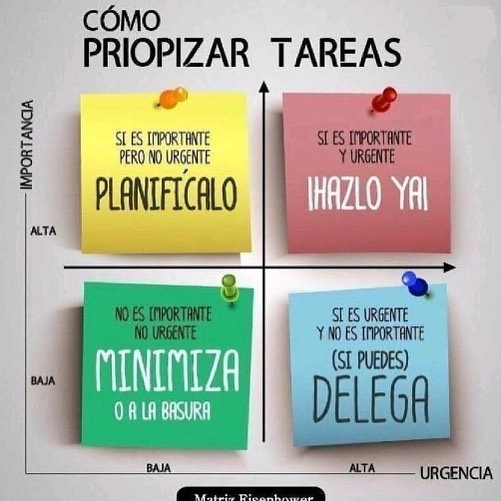 CÓMO
PRIOPIZAR TAREAS
IMPORTANCIA
ALTA
BAJA
SI ES IMPORTANTE
PERO NO URGENTE
PLANIFÍCALO
SI ES IMPORTANTE
Y URGENTE
¡HAZLO YA!
NO ES IMPORTANTE
NO URGENTE
MINIMIZA
O A LA BASURA
SI ES URGENTE
Y NO ES IMPORTANTE
(SI PUEDES)
DELEGA
BAJA
ALTA
URGENCIA
Matriz Eisenhower